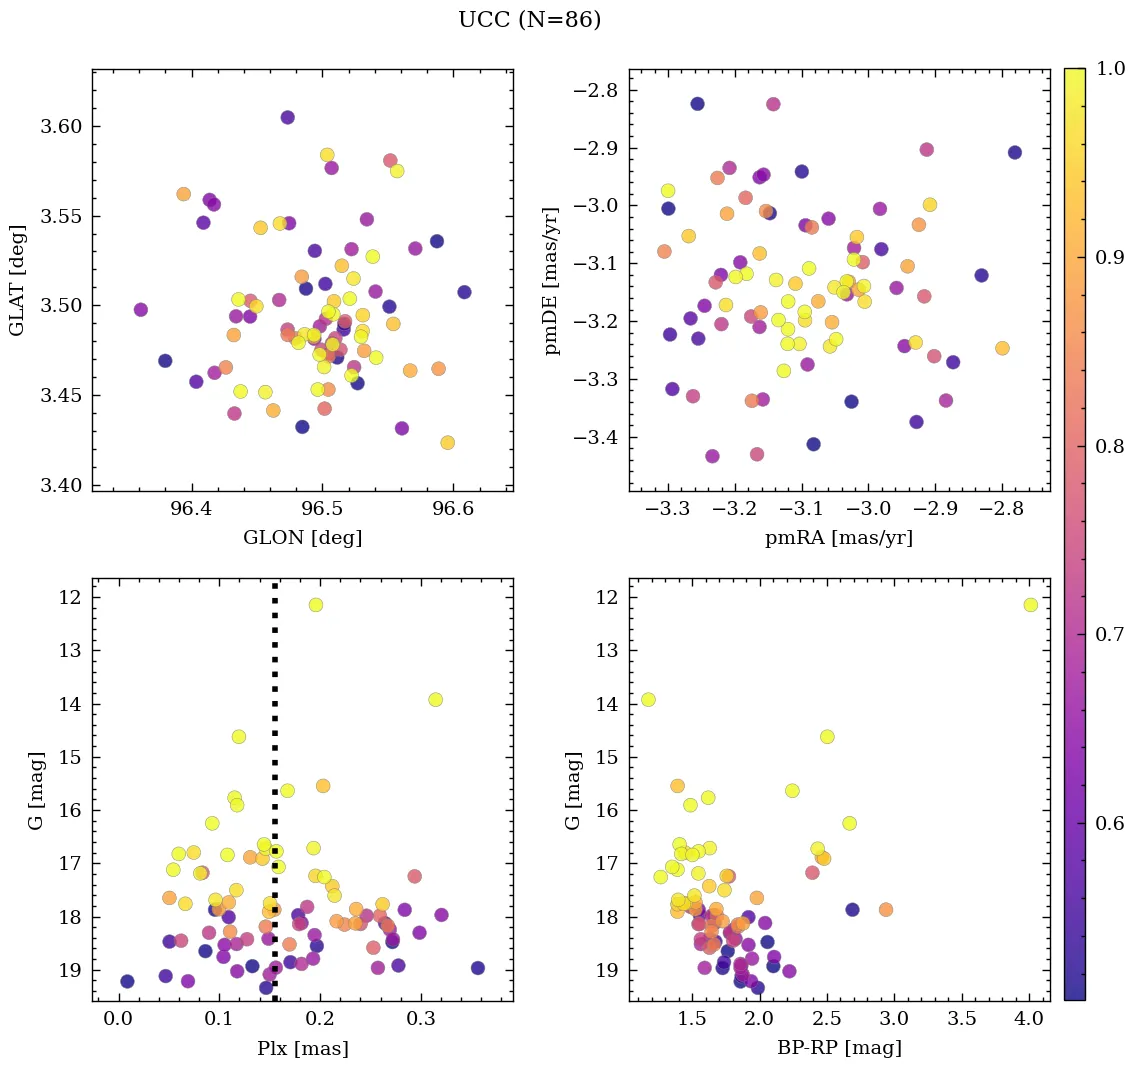 UCC (N=86)
3.60
3.55
3.50
3.45
3.40
GLAT [deg]
96.4 96.5 96.6
GLON [deg]
−2.8
−2.9
−3.0
−3.1
−3.2
−3.3
−3.4
pmDE [mas/yr]
−3.3 −3.2 −3.1 −3.0 −2.9 −2.8
pmRA [mas/yr]
1.0
0.9
0.8
0.7
0.6
12
13
14
15
16
17
18
19
G [mag]
0.0 0.1 0.2 0.3
Plx [mas]
12
13
14
15
16
17
18
19
G [mag]
1.5 2.0 2.5 3.0 3.5 4.0
BP-RP [mag]